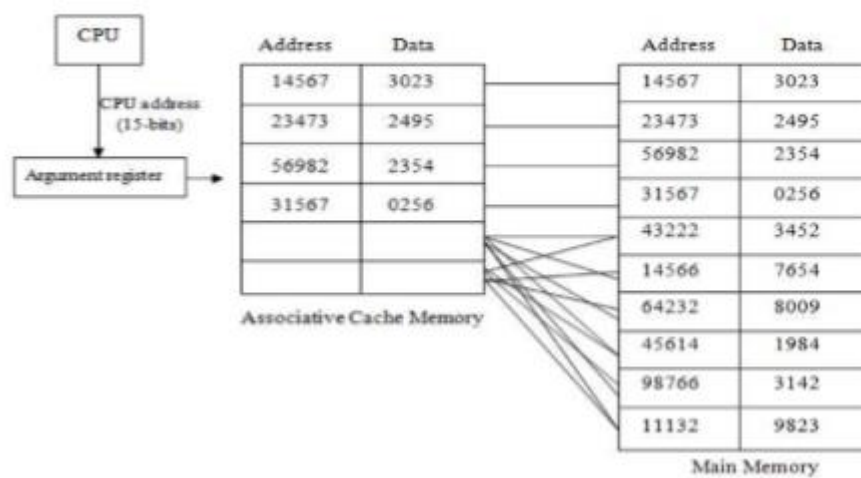 CPU
CPU address
(15-bits)
Argument register
Address Data
14567 3023
23473 2495
56982 2354
31567 0256
Associative Cache Memory
Address Data
14567 3023
23473 2495
56982 2354
31567 0256
43222 3452
14566 7654
64232 8009
45614 1984
98766 3142
11132 9823
Main Memory